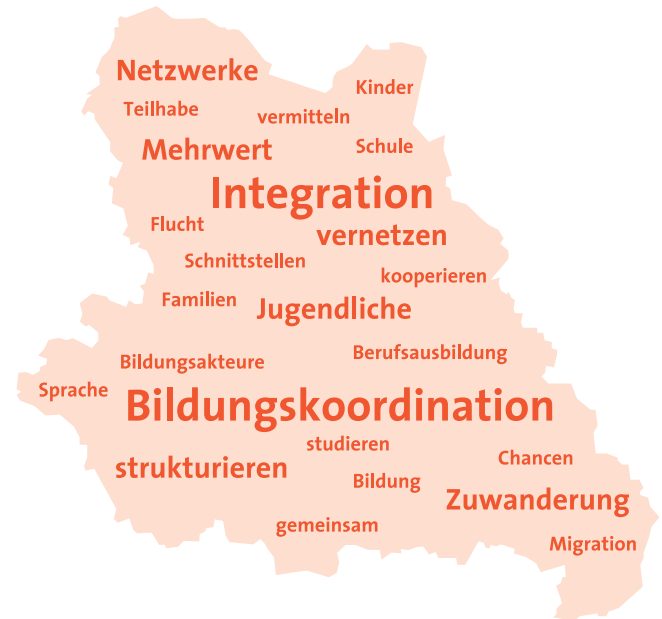 Netzwerke
Kinder
Teilhabe
vermitteln
Mehrwert
Schule
Integration
Flucht
vernetzen
Schnittstellen
kooperieren
Familien
Jugendliche
Bildungsakteure
Berufsausbildung
Sprache
Bildungskoordination
studieren
Chancen
strukturieren
Bildung
Zuwanderung
gemeinsam
Migration